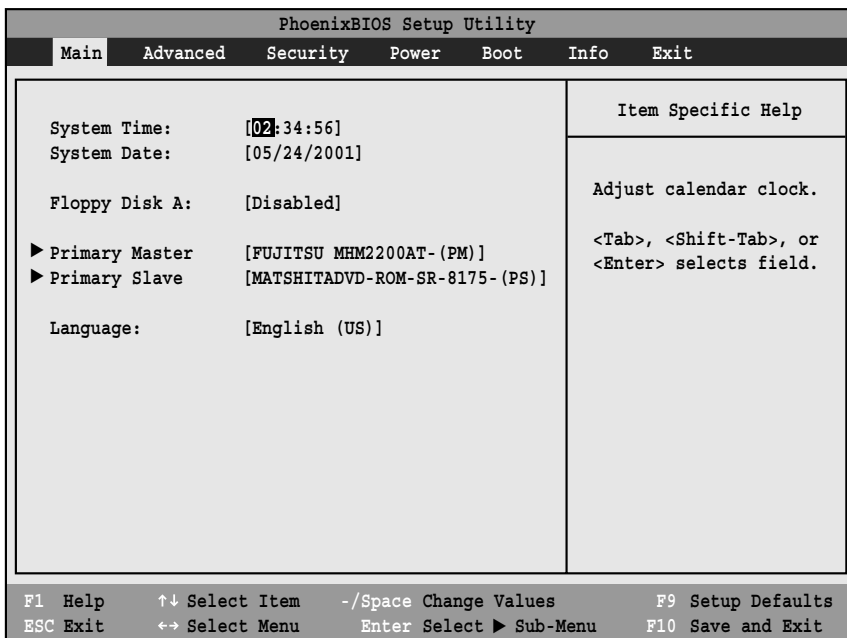 PhoenixBIOS Setup Utility
Main Advanced Security Power Boot Info Exit
System Time: [02:34:56]
System Date: [05/24/2001]
Floppy Disk A: [Disabled]
▶Primary Master [FUJITSU MHM2200AT-(PM)]
▶Primary Slave [MATSHITADVD-ROM-SR-8175-(PS)]
Language: [English (US)]
Item Specific Help
Adjust calendar clock.
<Tab>, <Shift-Tab>, or
<Enter> selects field.
F1 Help ↑↓ Select Item -/Space Change Values F9 Setup Defaults
ESC Exit ←→ Select Menu Enter Select ▶ Sub-Menu F10 Save and Exit